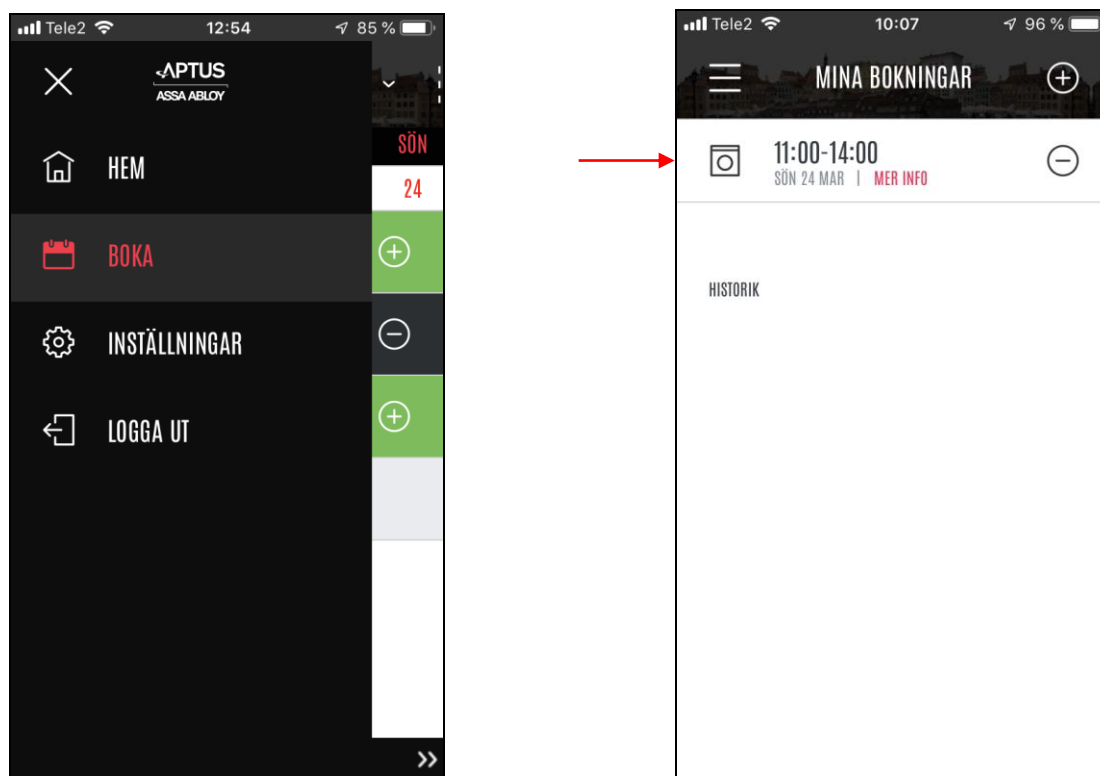 Tele2 12:54 85 %
APTUS
ASSA ABLOY
SÖN
24
HEM
BOKA
INSTÄLLNINGAR
LOGGA UT
Tele2 10:07 96 %
MINA BOKNINGAR
11:00-14:00
SÖN 24 MAR | MER INFO
HISTORIK